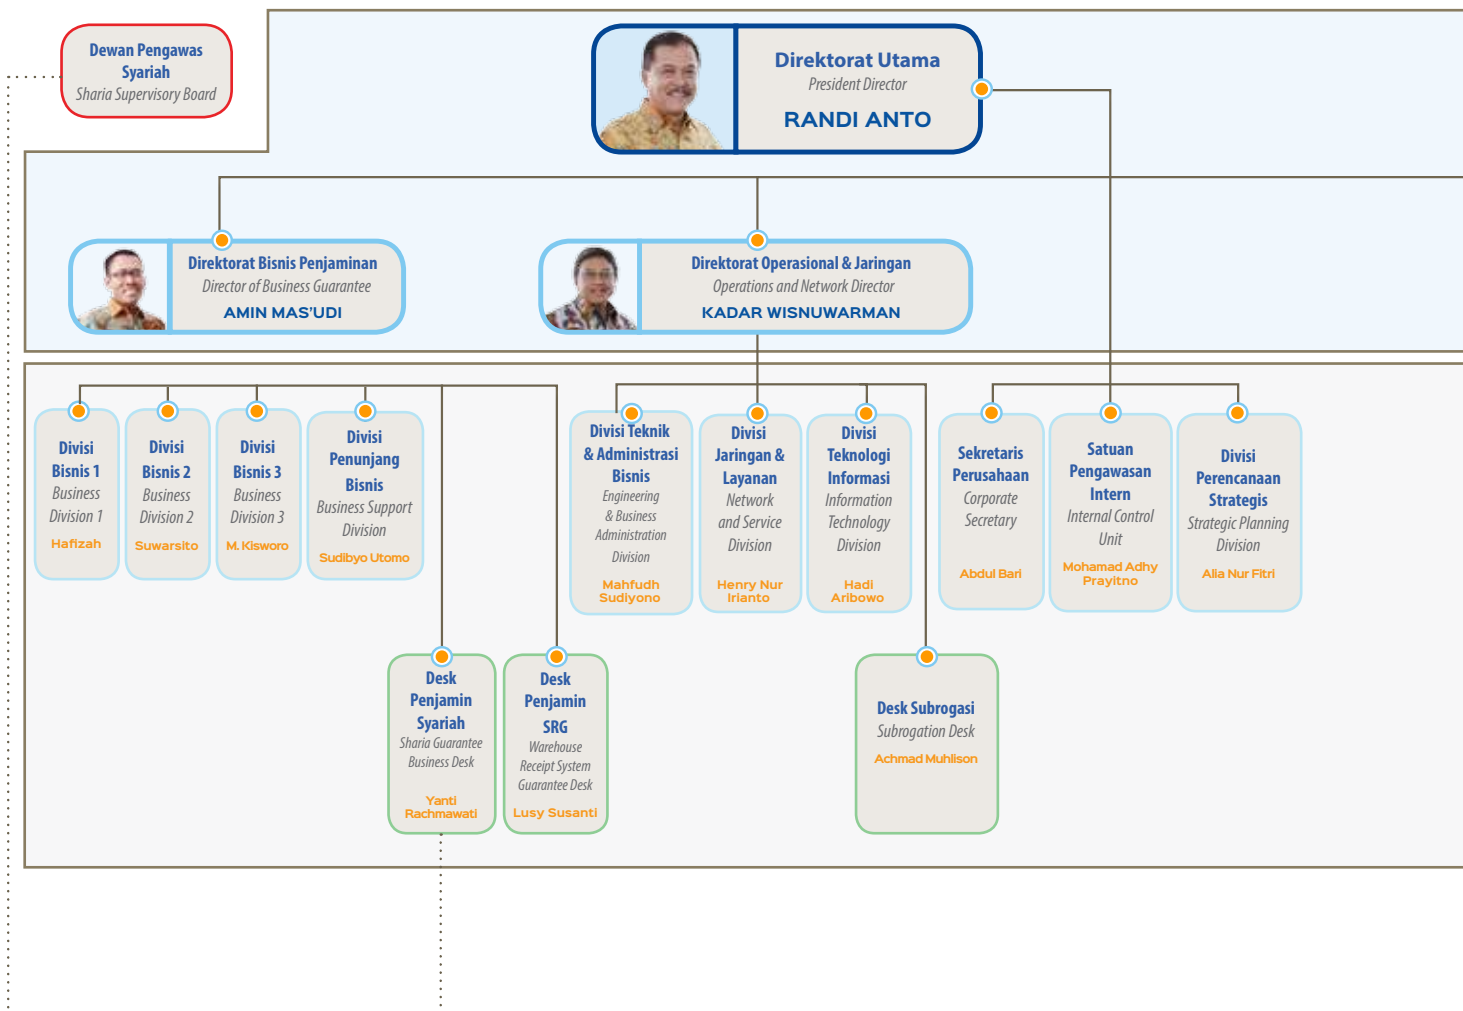 Dewan Pengawas
Syariah
Sharia Supervisory Board
Direktorat Utama
President Director
RANDI ANTO
Direktorat Bisnis Penjaminan
Director of Business Guarantee
AMIN MAS'UDI
Direktorat Operasional & Jaringan
Operations and Network Director
KADAR WISNUWARMAN
Divisi
Bisnis 1
Business
Division 1
Hafizah
Divisi
Bisnis 2
Business
Division 2
Suwarsito
Divisi
Bisnis 3
Business
Division 3
M. Kisworo
Divisi
Penunjang
Bisnis
Business Support
Division
Sudibyo Utomo
Divisi Teknik
& Administrasi
Bisnis
Engineering
& Business
Administration
Division
Mahfudh
Sudiyono
Divisi
Jaringan &
Layanan
Network
and Service
Division
Henry Nur
Irianto
Divisi
Teknologi
Informasi
Information
Technology
Division
Hadi
Aribowo
Sekretaris
Perusahaan
Corporate
Secretary
Abdul Bari
Satuan
Pengawasan
Intern
Internal Control
Unit
Mohamad Adhy
Prayitno
Divisi
Perencanaan
Strategis
Strategic Planning
Division
Alia Nur Fitri
Desk
Penjamin
Syariah
Sharia Guarantee
Business Desk
Yanti
Rachmawati
Desk
Penjamin
SRG
Warehouse
Receipt System
Guarantee Desk
Lusy Susanti
Desk Subrogasi
Subrogation Desk
Achmad Muhlison